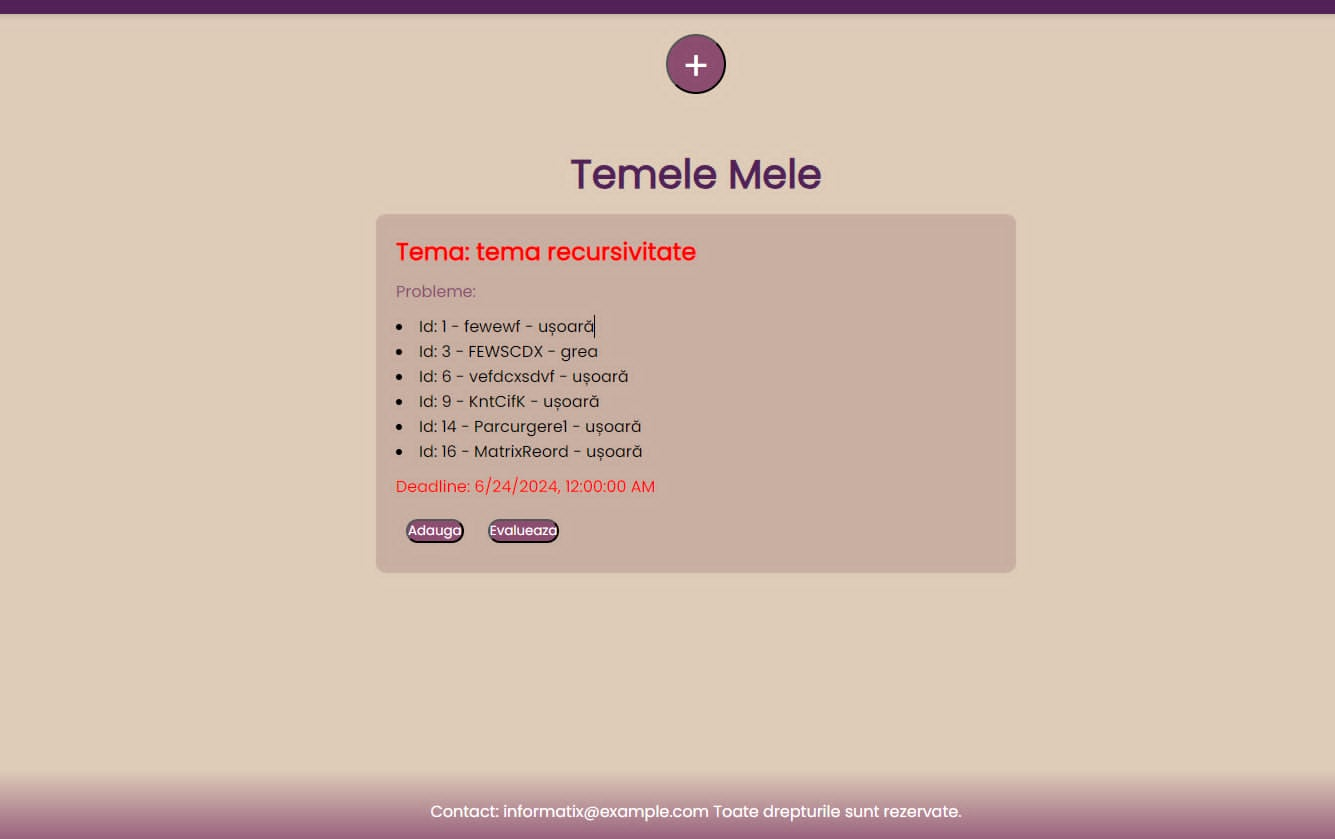 +
Temele Mele
Tema: tema recursivitate
Probleme:
Id: 1 - fewewf - ușoară
Id: 3 - FEWSCDX - grea
Id: 6 - vefdcxsdvf - ușoară
Id: 9 - KntCifK - ușoară
Id: 14 - Parcurgere1 - ușoară
Id: 16 - MatrixReord - ușoară
Deadline: 6/24/2024, 12:00:00 AM
Adauga Evalueaza
Contact: informatix@example.com Toate drepturile sunt rezervate.